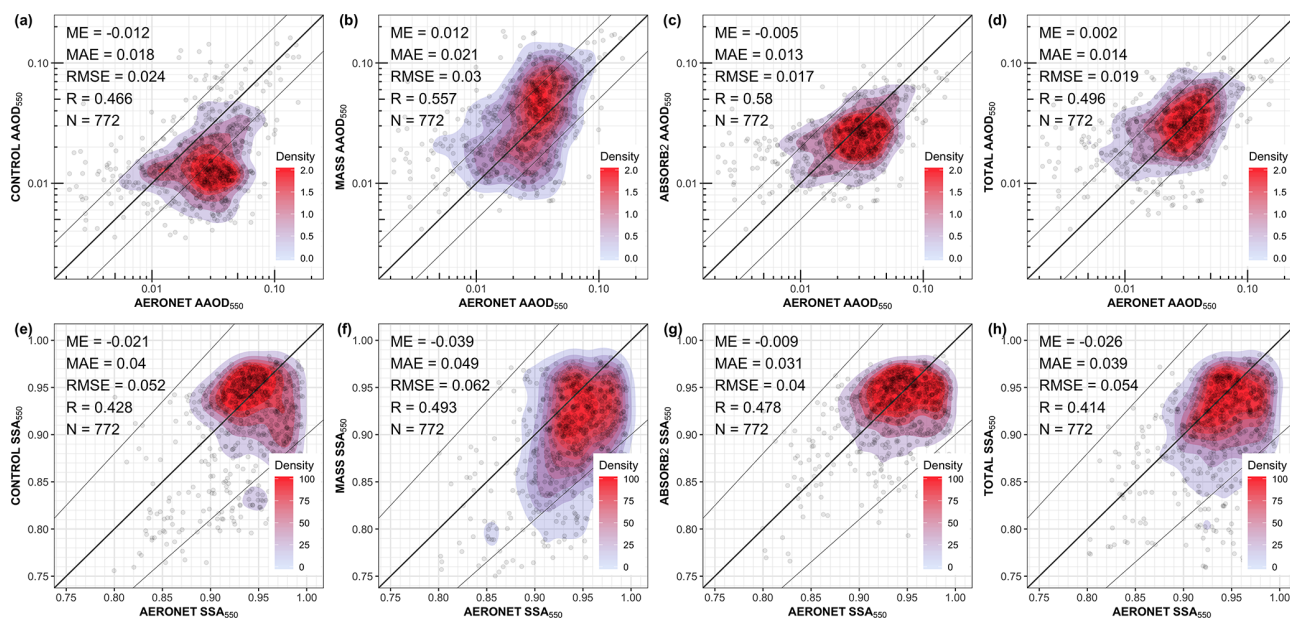 (a)
ME = -0.012
MAE = 0.018
RMSE = 0.024
R = 0.466
N = 772
Density
2.0
1.5
1.0
0.5
0.0
0.10
0.01
CONTROL AAOD550
0.01 0.10
AERONET AAOD550
(b)
ME = 0.012
MAE = 0.021
RMSE = 0.03
R = 0.557
N = 772
Density
2.0
1.5
1.0
0.5
0.0
0.10
0.01
MASS AAOD550
0.01 0.10
AERONET AAOD550
(c)
ME = -0.005
MAE = 0.013
RMSE = 0.017
R = 0.58
N = 772
Density
2.0
1.5
1.0
0.5
0.0
0.10
0.01
ABSORB2 AAOD550
0.01 0.10
AERONET AAOD550
(d)
ME = 0.002
MAE = 0.014
RMSE = 0.019
R = 0.496
N = 772
Density
2.0
1.5
1.0
0.5
0.0
0.10
0.01
TOTAL AAOD550
0.01 0.10
AERONET AAOD550
(e)
ME = -0.021
MAE = 0.04
RMSE = 0.052
R = 0.428
N = 772
Density
100
75
50
25
0
1.00
0.95
0.90
0.85
0.80
0.75
CONTROL SSA550
0.75 0.80 0.85 0.90 0.95 1.00
AERONET SSA550
(f)
ME = -0.039
MAE = 0.049
RMSE = 0.062
R = 0.493
N = 772
Density
100
75
50
25
0
1.00
0.95
0.90
0.85
0.80
0.75
MASS SSA550
0.75 0.80 0.85 0.90 0.95 1.00
AERONET SSA550
(g)
ME = -0.009
MAE = 0.031
RMSE = 0.04
R = 0.478
N = 772
Density
100
75
50
25
0
1.00
0.95
0.90
0.85
0.80
0.75
ABSORB2 SSA550
0.75 0.80 0.85 0.90 0.95 1.00
AERONET SSA550
(h)
ME = -0.026
MAE = 0.039
RMSE = 0.054
R = 0.414
N = 772
Density
100
75
50
25
0
1.00
0.95
0.90
0.85
0.80
0.75
TOTAL SSA550
0.75 0.80 0.85 0.90 0.95 1.00
AERONET SSA550